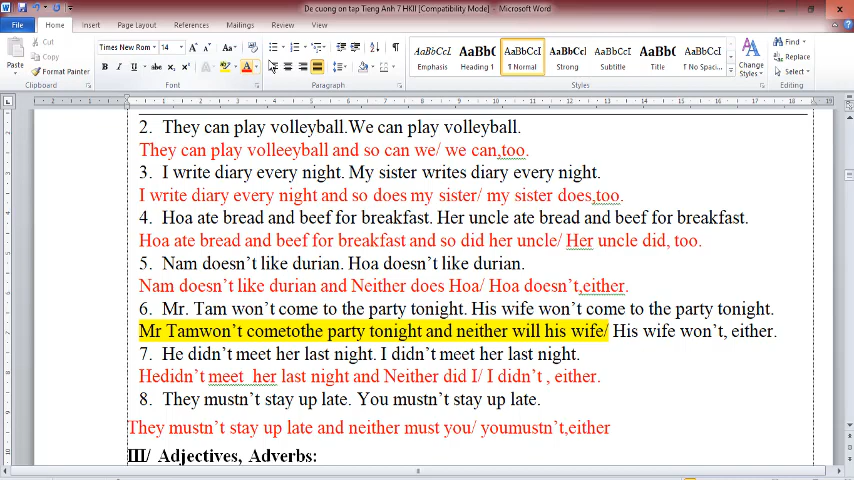 De cuong on tap Tieng Anh 7 HKII [Compatibility Mode] - Microsoft Word
File Home Insert Page Layout References Mailings Review View
Cut
Copy
Format Painter
Paste
Clipboard
Times New Rom 14
Font
Paragraph
AaBbCcI AaBbC AaBbCcI AaBbCcl AaBbCcI AaBbC AaBbCcI
Emphasis Heading 1 ¶ Normal Strong Subtitle Title ¶ No Spaci...
Styles
Change Styles
Find
Replace
Select
Editing
2. They can play volleyball.We can play volleyball.
They can play volleeyball and so can we/ we can,too.
3. I write diary every night. My sister writes diary every night.
I write diary every night and so does my sister/ my sister does,too.
4. Hoa ate bread and beef for breakfast. Her uncle ate bread and beef for breakfast.
Hoa ate bread and beef for breakfast and so did her uncle/ Her uncle did, too.
5. Nam doesn’t like durian. Hoa doesn’t like durian.
Nam doesn’t like durian and Neither does Hoa/ Hoa doesn’t,either.
6. Mr. Tam won’t come to the party tonight. His wife won’t come to the party tonight.
Mr Tamwon’t cometothe party tonight and neither will his wife/ His wife won’t, either.
7. He didn’t meet her last night. I didn’t meet her last night.
Hedidn’t meet her last night and Neither did I/ I didn’t , either.
8. They mustn’t stay up late. You mustn’t stay up late.
They mustn’t stay up late and neither must you/ youmustn’t,either
III/ Adjectives, Adverbs: